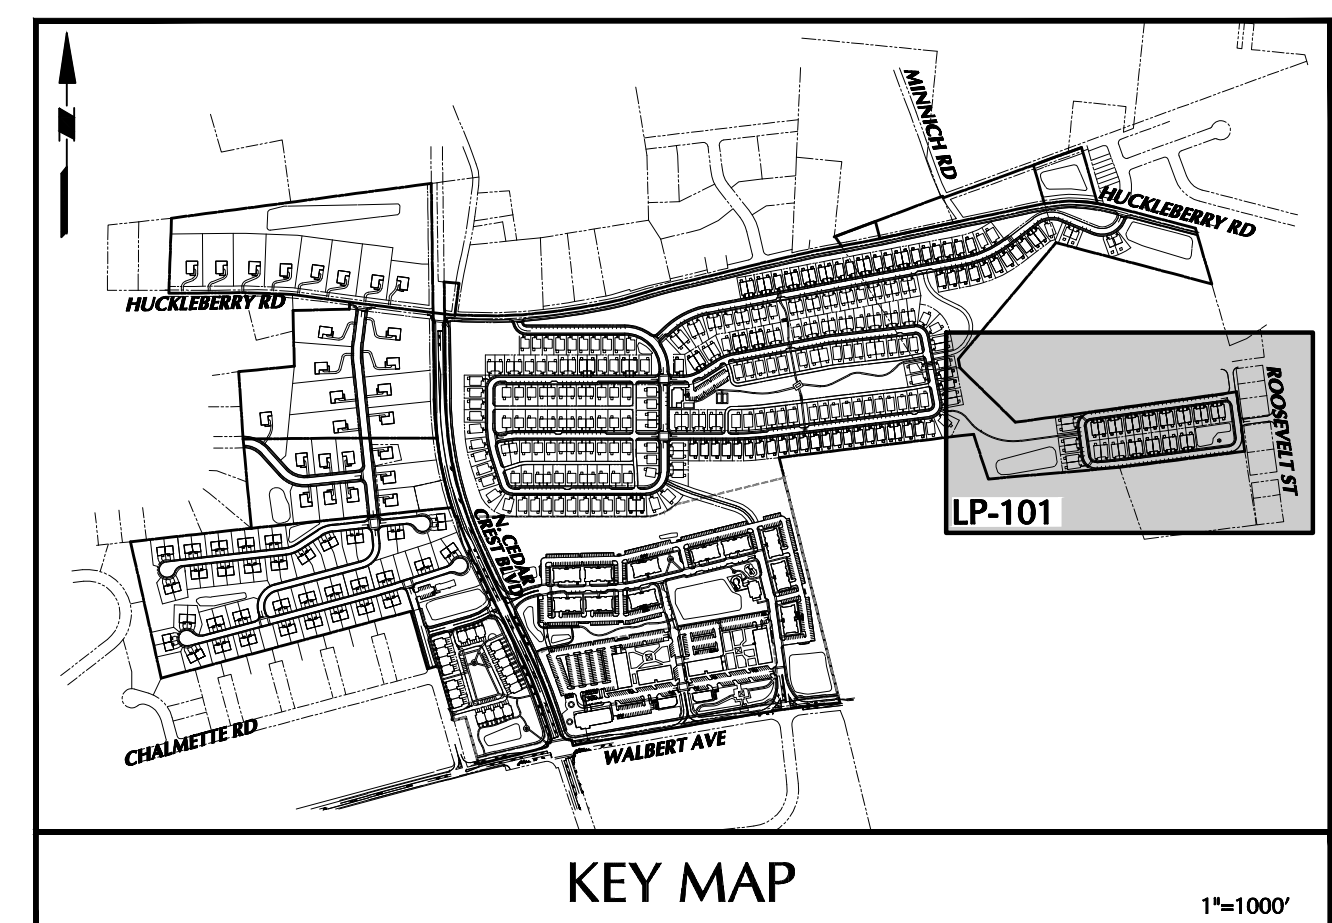 MINNICH RD
HUCKLEBERRY RD
HUCKLEBERRY RD
ROOSEVELT ST
LP-101
N. CEDAR
CREST BLVD
CHALMETTE RD
WALBERT AVE
KEY MAP
1"=1000'